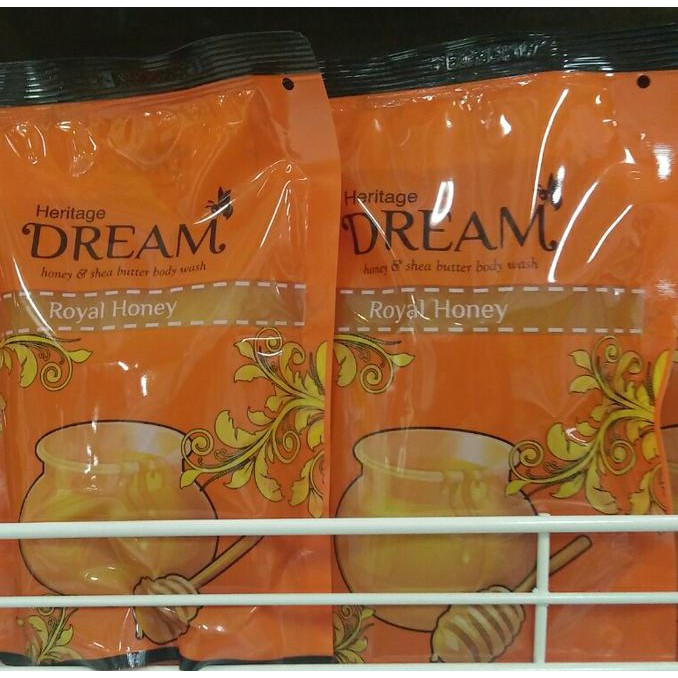 Heritage
DREAM
honey & shea butter body wash
Royal Honey
Heritage
DREAM
honey & shea butter body wash
Royal Honey